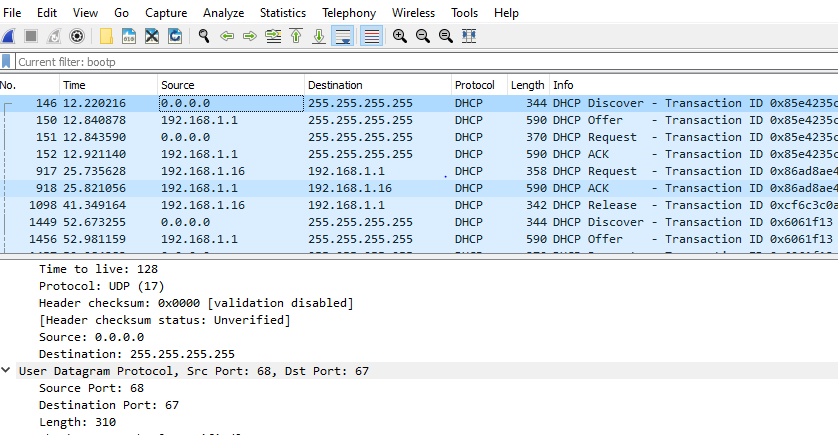 File Edit View Go Capture Analyze Statistics Telephony Wireless Tools Help
Current filter: bootp
No. Time Source Destination Protocol Length Info
146 12.220216 0.0.0.0 255.255.255.255 DHCP 344 DHCP Discover - Transaction ID 0x85e4235c
150 12.840878 192.168.1.1 255.255.255.255 DHCP 590 DHCP Offer - Transaction ID 0x85e4235c
151 12.843590 0.0.0.0 255.255.255.255 DHCP 370 DHCP Request - Transaction ID 0x85e4235c
152 12.921140 192.168.1.1 255.255.255.255 DHCP 590 DHCP ACK - Transaction ID 0x85e4235c
917 25.735628 192.168.1.16 192.168.1.1 DHCP 358 DHCP Request - Transaction ID 0x86ad8ae4
918 25.821056 192.168.1.1 192.168.1.16 DHCP 590 DHCP ACK - Transaction ID 0x86ad8ae4
1098 41.349164 192.168.1.16 192.168.1.1 DHCP 342 DHCP Release - Transaction ID 0xcf6c3c0a
1449 52.673255 0.0.0.0 255.255.255.255 DHCP 344 DHCP Discover - Transaction ID 0x6061f13
1456 52.981159 192.168.1.1 255.255.255.255 DHCP 590 DHCP Offer - Transaction ID 0x6061f13
Time to live: 128
Protocol: UDP (17)
Header checksum: 0x0000 [validation disabled]
[Header checksum status: Unverified]
Source: 0.0.0.0
Destination: 255.255.255.255
User Datagram Protocol, Src Port: 68, Dst Port: 67
Source Port: 68
Destination Port: 67
Length: 310